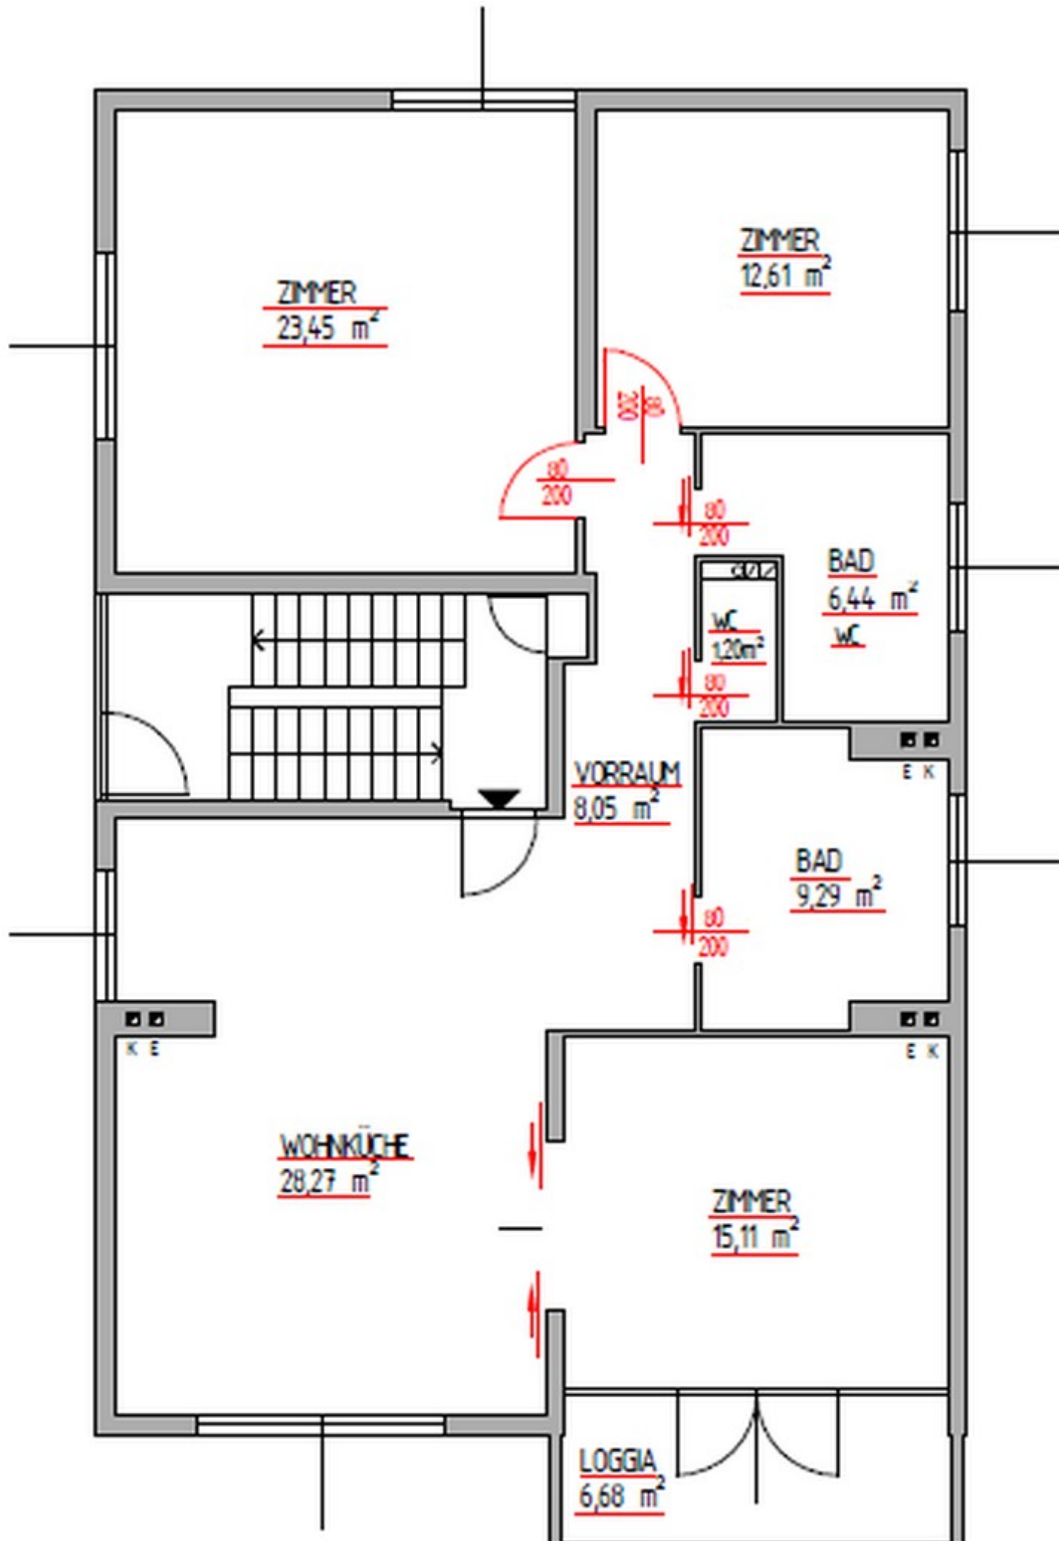 ZIMMER
23,45 m²
ZIMMER
12,61 m²
80
200
80
200
80
200
BAD
6,44 m²
WC
WC
1,20m²
80
200
VORRAUM
8,05 m²
E K
BAD
9,29 m²
80
200
K E
E K
WOHNKÜCHE
28,27 m²
ZIMMER
15,11 m²
LOGGIA
6,68 m²